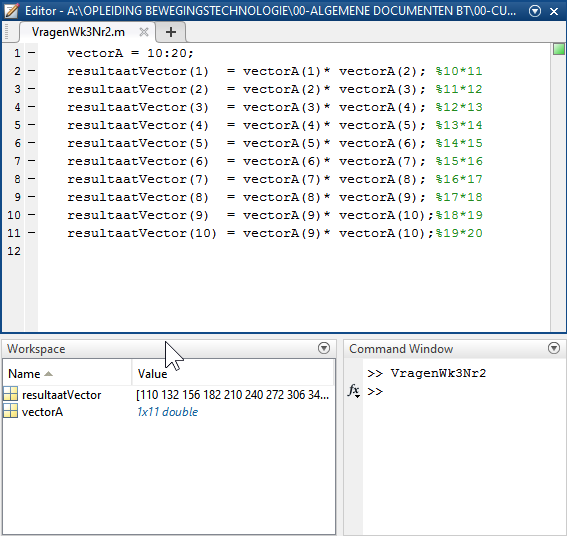 Editor - A:\OPLEIDING BEWEGINGSTECHNOLOGIE\00-ALGEMENE DOCUMENTEN BT\00-CU...
VragenWk3Nr2.m
1 vectorA = 10:20;
2 resultaatVector(1) = vectorA(1)* vectorA(2); %10*11
3 resultaatVector(2) = vectorA(2)* vectorA(3); %11*12
4 resultaatVector(3) = vectorA(3)* vectorA(4); %12*13
5 resultaatVector(4) = vectorA(4)* vectorA(5); %13*14
6 resultaatVector(5) = vectorA(5)* vectorA(6); %14*15
7 resultaatVector(6) = vectorA(6)* vectorA(7); %15*16
8 resultaatVector(7) = vectorA(7)* vectorA(8); %16*17
9 resultaatVector(8) = vectorA(8)* vectorA(9); %17*18
10 resultaatVector(9) = vectorA(9)* vectorA(10);%18*19
11 resultaatVector(10) = vectorA(9)* vectorA(10);%19*20
12
Workspace
Name Value
resultaatVector [110 132 156 182 210 240 272 306 34...
vectorA 1x11 double
Command Window
>> VragenWk3Nr2
fx >>